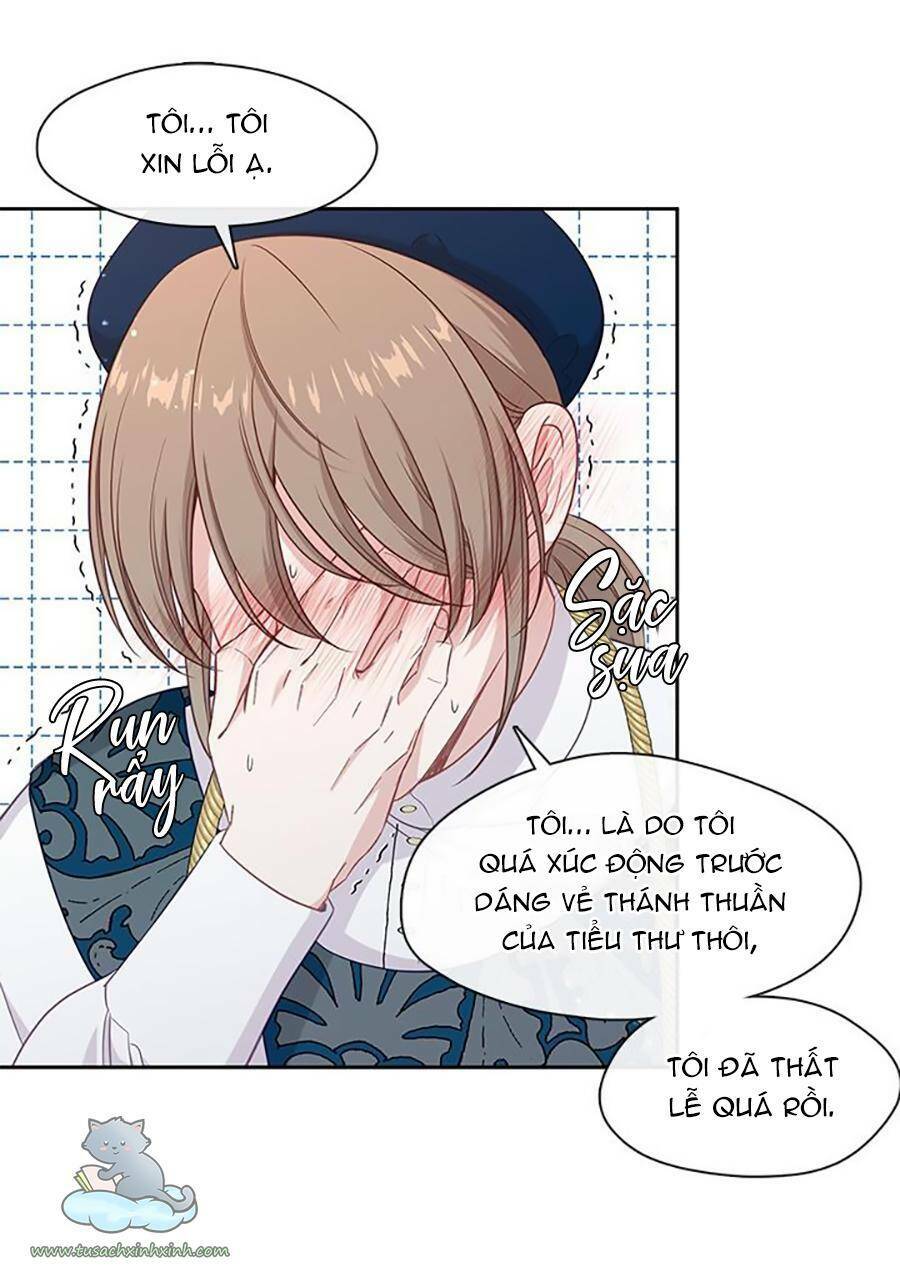 TÔI... TÔI
XIN LỖI Ạ.
Sặc
sụa
Run
rẩy
TÔI... LÀ DO TÔI
QUÁ XÚC ĐỘNG TRƯỚC
DÁNG VẺ THÁNH THUẦN
CỦA TIỂU THƯ THÔI,
TÔI ĐÃ THẤT
LỄ QUÁ RỒI.
www.tusachxinhxinh.com